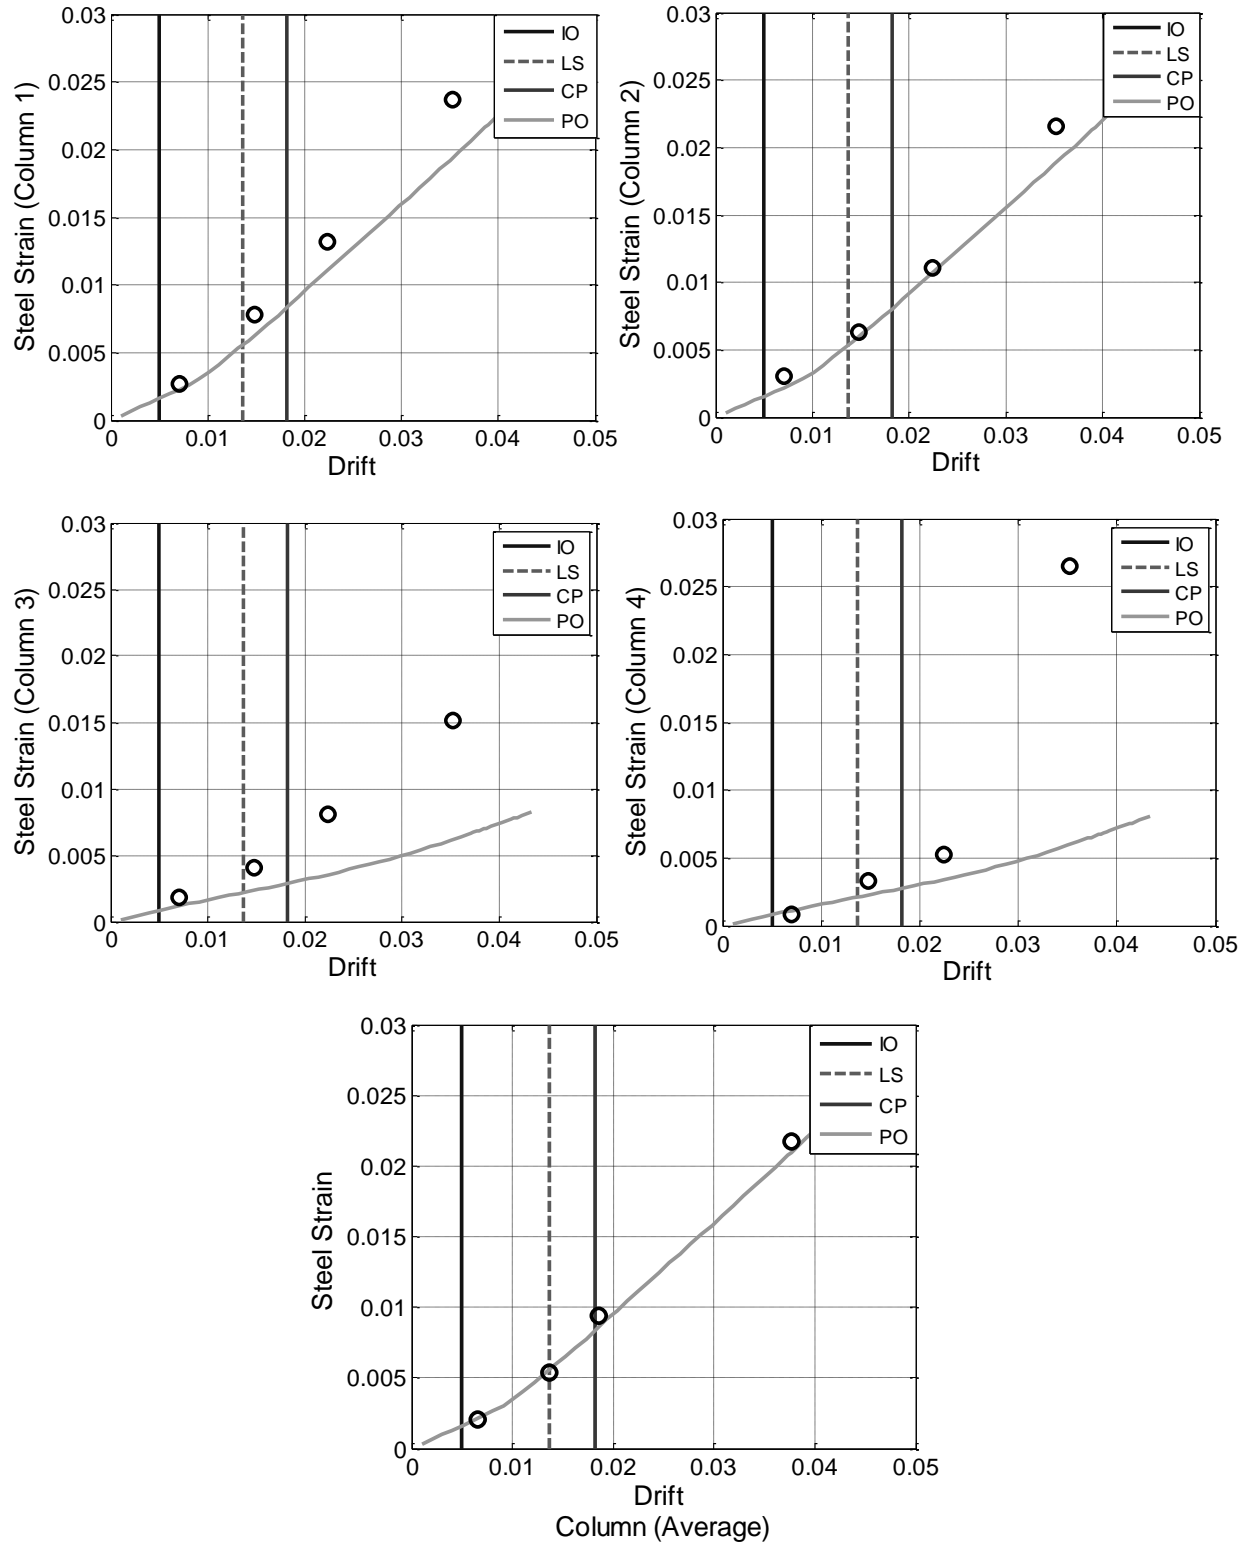 0.03
0.025
0.02
0.015
0.01
0.005
0
Steel Strain (Column 1)
0 0.01 0.02 0.03 0.04 0.05
Drift
IO
LS
CP
PO
0.03
0.025
0.02
0.015
0.01
0.005
0
Steel Strain (Column 2)
0 0.01 0.02 0.03 0.04 0.05
Drift
IO
LS
CP
PO
0.03
0.025
0.02
0.015
0.01
0.005
0
Steel Strain (Column 3)
0 0.01 0.02 0.03 0.04 0.05
Drift
IO
LS
CP
PO
0.03
0.025
0.02
0.015
0.01
0.005
0
Steel Strain (Column 4)
0 0.01 0.02 0.03 0.04 0.05
Drift
IO
LS
CP
PO
0.03
0.025
0.02
0.015
0.01
0.005
0
Steel Strain
0 0.01 0.02 0.03 0.04 0.05
Drift
Column (Average)
IO
LS
CP
PO